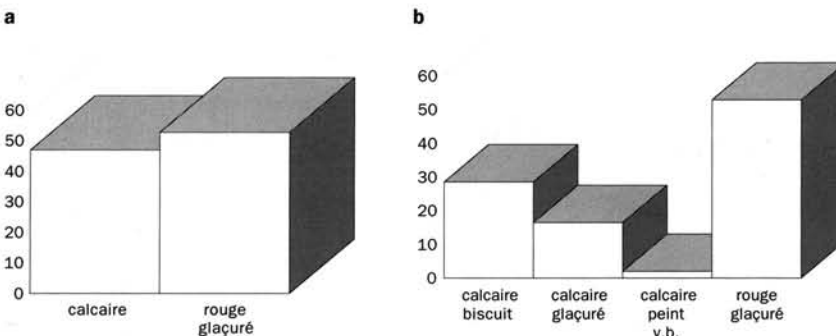 a
60
50
40
30
20
10
0
calcaire
rouge
glaçuré
b
60
50
40
30
20
10
0
calcaire
biscuit
calcaire
glaçuré
calcaire
peint
v.b.
rouge
glaçuré